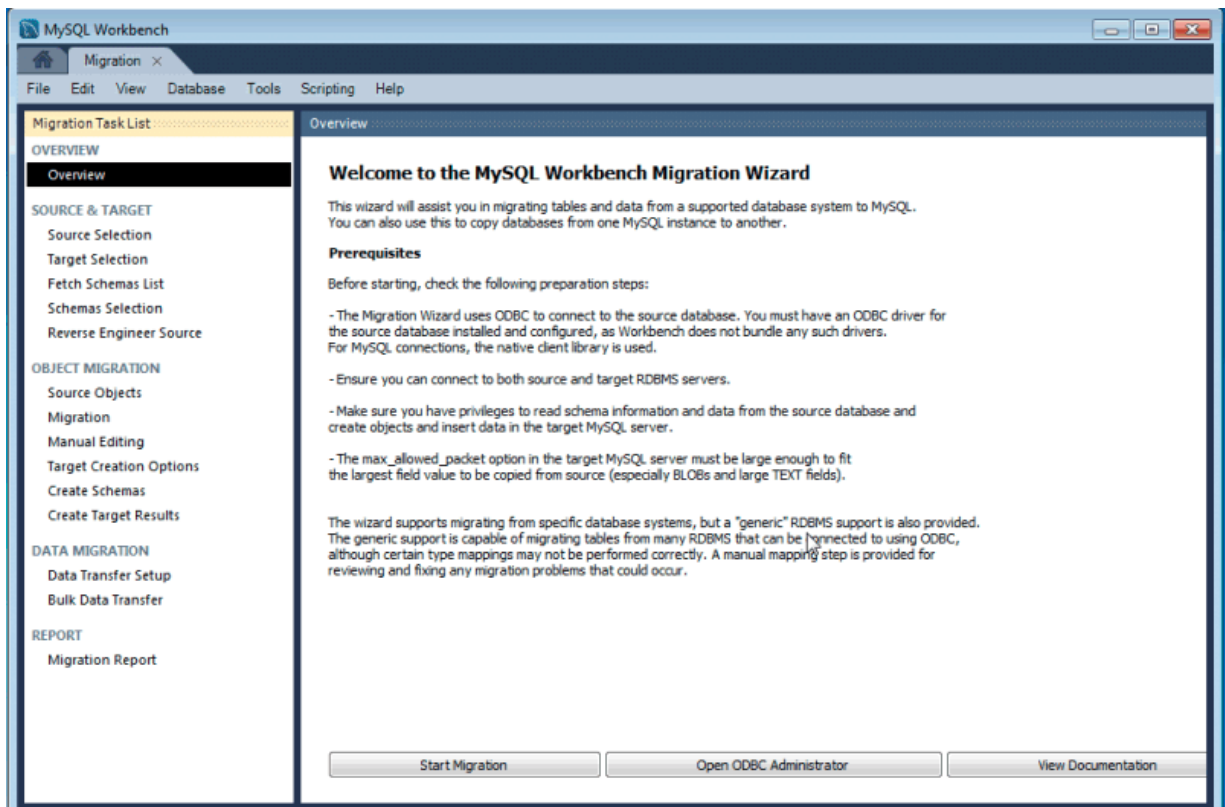 MySQL Workbench
Migration
File Edit View Database Tools Scripting Help
Migration Task List
OVERVIEW
Overview
SOURCE & TARGET
Source Selection
Target Selection
Fetch Schemas List
Schemas Selection
Reverse Engineer Source
OBJECT MIGRATION
Source Objects
Migration
Manual Editing
Target Creation Options
Create Schemas
Create Target Results
DATA MIGRATION
Data Transfer Setup
Bulk Data Transfer
REPORT
Migration Report
Overview
Welcome to the MySQL Workbench Migration Wizard
This wizard will assist you in migrating tables and data from a supported database system to MySQL.
You can also use this to copy databases from one MySQL instance to another.
Prerequisites
Before starting, check the following preparation steps:
- The Migration Wizard uses ODBC to connect to the source database. You must have an ODBC driver for
the source database installed and configured, as Workbench does not bundle any such drivers.
For MySQL connections, the native client library is used.
- Ensure you can connect to both source and target RDBMS servers.
- Make sure you have privileges to read schema information and data from the source database and
create objects and insert data in the target MySQL server.
- The max_allowed_packet option in the target MySQL server must be large enough to fit
the largest field value to be copied from source (especially BLOBs and large TEXT fields).
The wizard supports migrating from specific database systems, but a "generic" RDBMS support is also provided.
The generic support is capable of migrating tables from many RDBMS that can be connected to using ODBC,
although certain type mappings may not be performed correctly. A manual mapping step is provided for
reviewing and fixing any migration problems that could occur.
Start Migration
Open ODBC Administrator
View Documentation